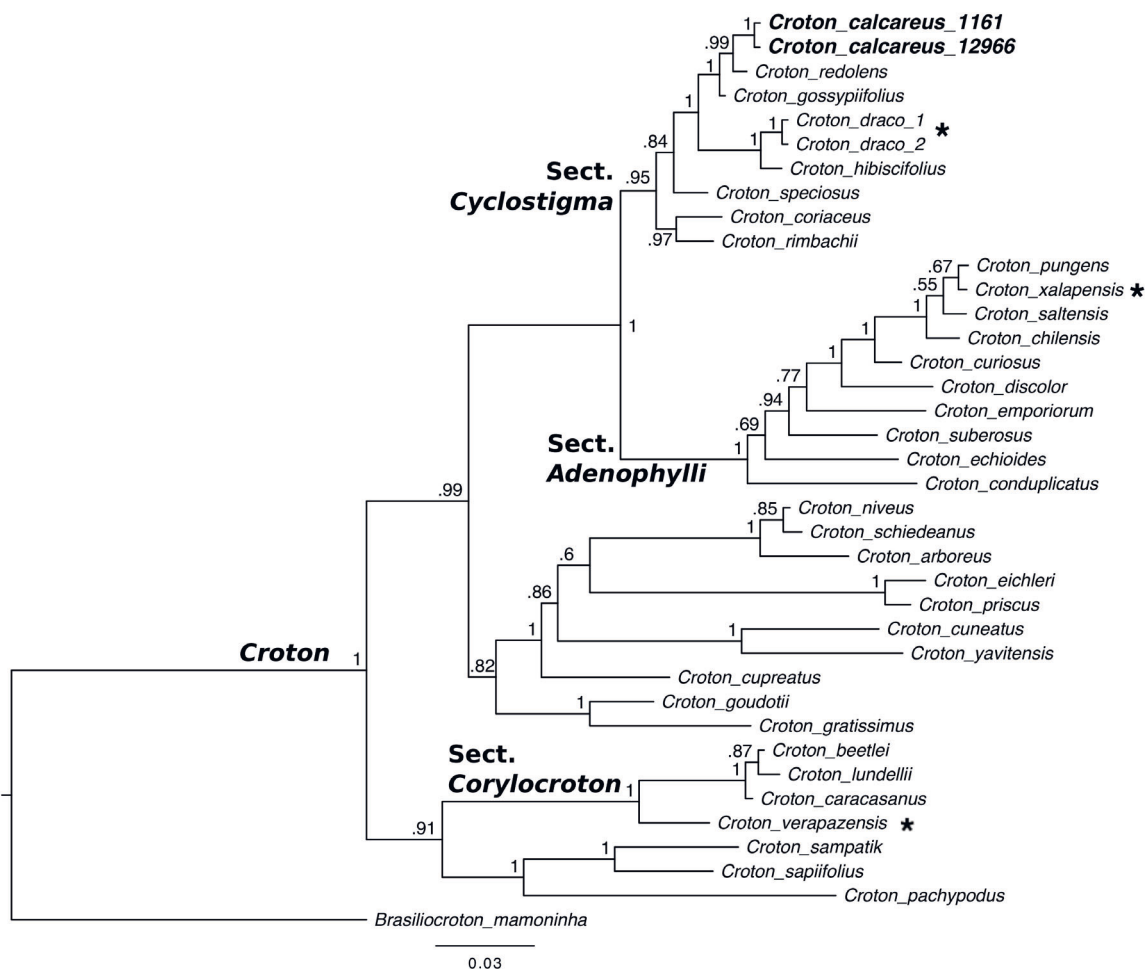 1 Croton_calcareus_1161
.99 Croton_calcareus_12966
1 Croton_redolens
Croton_gossypiifolius
1
1 Croton_draco_1 *
1 Croton_draco_2
.84
Croton_hibiscifolius
Sect.
Cyclostigma
.95
Croton_speciosus
Croton_coriaceus
.97 Croton_rimbachii
.67 Croton_pungens
.55 Croton_xalapensis *
1 Croton_saltensis
1 Croton_chilensis
1
1 Croton_curiosus
.77 Croton_discolor
.94 Croton_emporiorum
.69 Croton_suberosus
Sect.
Adenophylli
1 Croton_echioides
Croton_conduplicatus
.99
.85 Croton_niveus
1 Croton_schiedeanus
.6 Croton_arboreus
1 Croton_eichleri
.86 Croton_priscus
1
1 Croton_cuneatus
Croton
1
Croton_yavitensis
.82 Croton_cupreatus
1 Croton_goudotii
Croton_gratissimus
Sect.
Corylocroton
.87 Croton_beetlei
1 Croton_lundellii
1 Croton_caracasanus
Croton_verapazensis *
.91
1 Croton_sampatik
1 Croton_sapiifolius
Croton_pachypodus
Brasiliocroton_mamoninha
0.03